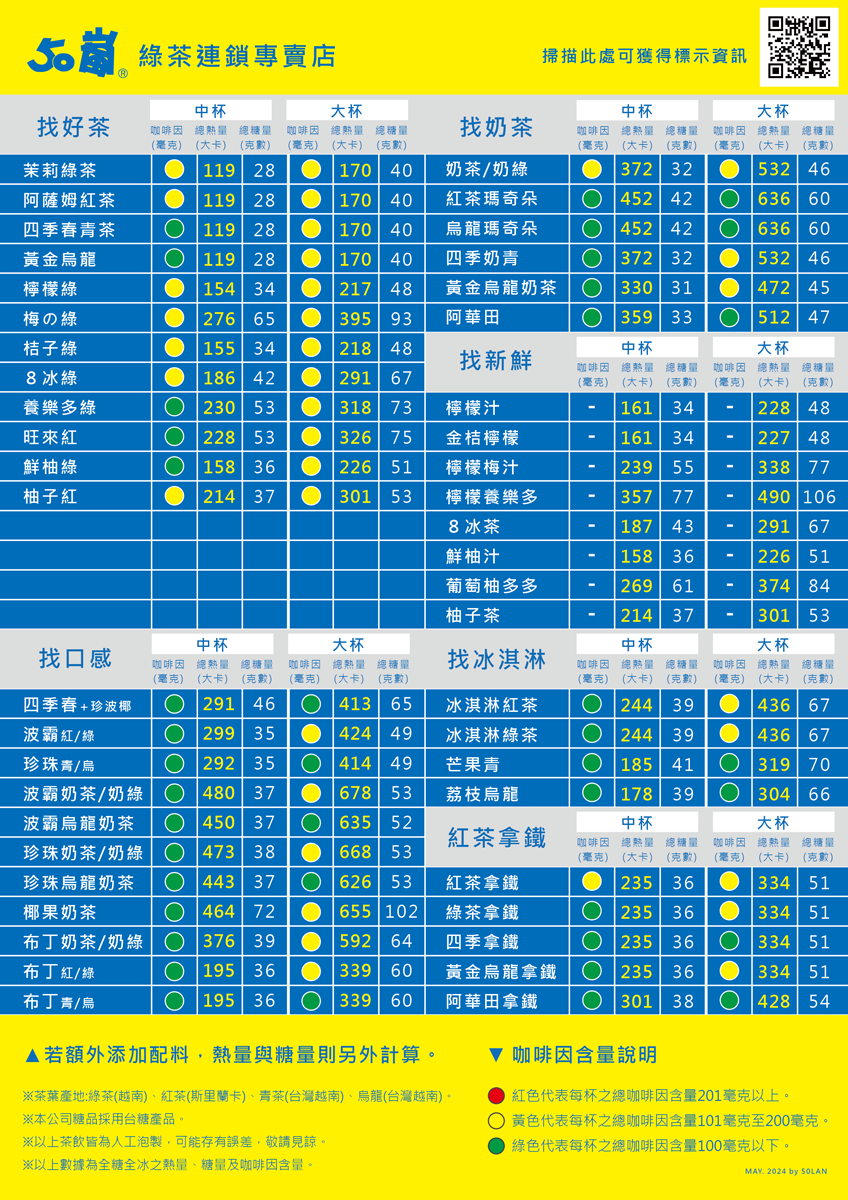 50嵐® 綠茶連鎖專賣店
掃描此處可獲得標示資訊
找好茶
中杯 大杯
咖啡因 總熱量 總糖量 咖啡因 總熱量 總糖量
(毫克) (大卡) (克數) (毫克) (大卡) (克數)
茉莉綠茶 119 28 170 40
阿薩姆紅茶 119 28 170 40
四季春青茶 119 28 170 40
黃金烏龍 119 28 170 40
檸檬綠 154 34 217 48
梅の綠 276 65 395 93
桔子綠 155 34 218 48
8冰綠 186 42 291 67
養樂多綠 230 53 318 73
旺來紅 228 53 326 75
鮮柚綠 158 36 226 51
柚子紅 214 37 301 53
找奶茶
中杯 大杯
咖啡因 總熱量 總糖量 咖啡因 總熱量 總糖量
(毫克) (大卡) (克數) (毫克) (大卡) (克數)
奶茶/奶綠 372 32 532 46
紅茶瑪奇朵 452 42 636 60
烏龍瑪奇朵 452 42 636 60
四季奶青 372 32 532 46
黃金烏龍奶茶 330 31 472 45
阿華田 359 33 512 47
找新鮮
中杯 大杯
咖啡因 總熱量 總糖量 咖啡因 總熱量 總糖量
(毫克) (大卡) (克數) (毫克) (大卡) (克數)
檸檬汁 - 161 34 - 228 48
金桔檸檬 - 161 34 - 227 48
檸檬梅汁 - 239 55 - 338 77
檸檬養樂多 - 357 77 - 490 106
8冰茶 - 187 43 - 291 67
鮮柚汁 - 158 36 - 226 51
葡萄柚多多 - 269 61 - 374 84
柚子茶 - 214 37 - 301 53
找口感
中杯 大杯
咖啡因 總熱量 總糖量 咖啡因 總熱量 總糖量
(毫克) (大卡) (克數) (毫克) (大卡) (克數)
四季春+珍波椰 291 46 413 65
波霸紅/綠 299 35 424 49
珍珠青/烏 292 35 414 49
波霸奶茶/奶綠 480 37 678 53
波霸烏龍奶茶 450 37 635 52
珍珠奶茶/奶綠 473 38 668 53
珍珠烏龍奶茶 443 37 626 53
椰果奶茶 464 72 655 102
布丁奶茶/奶綠 376 39 592 64
布丁紅/綠 195 36 339 60
布丁青/烏 195 36 339 60
找冰淇淋
中杯 大杯
咖啡因 總熱量 總糖量 咖啡因 總熱量 總糖量
(毫克) (大卡) (克數) (毫克) (大卡) (克數)
冰淇淋紅茶 244 39 436 67
冰淇淋綠茶 244 39 436 67
芒果青 185 41 319 70
荔枝烏龍 178 39 304 66
紅茶拿鐵
中杯 大杯
咖啡因 總熱量 總糖量 咖啡因 總熱量 總糖量
(毫克) (大卡) (克數) (毫克) (大卡) (克數)
紅茶拿鐵 235 36 334 51
綠茶拿鐵 235 36 334 51
四季拿鐵 235 36 334 51
黃金烏龍拿鐵 235 36 334 51
阿華田拿鐵 301 38 428 54
▲若額外添加配料，熱量與糖量則另外計算。
※茶葉產地:綠茶(越南)、紅茶(斯里蘭卡)、青茶(台灣越南)、烏龍(台灣越南)。
※本公司糖品採用台糖產品。
※以上茶飲皆為人工泡製，可能存有誤差，敬請見諒。
※以上數據為全糖全冰之熱量、糖量及咖啡因含量。
▼ 咖啡因含量說明
紅色代表每杯之總咖啡因含量201毫克以上。
黃色代表每杯之總咖啡因含量101毫克至200毫克。
綠色代表每杯之總咖啡因含量100毫克以下。
MAY. 2024 by 50LAN